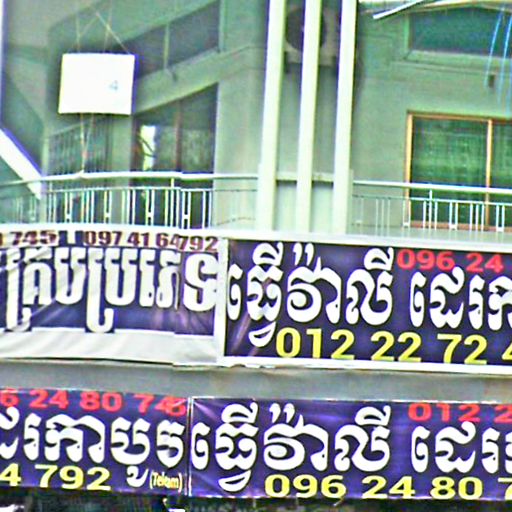 745 097 41 64 792
គ្រប់ប្រភេទ
096 24
ធ្វើវ៉ាលី ដេរក
012 22 72 4
6 24 80 74
ដេរកាបូប
4 792 (Telcom)
012 2
ធ្វើវ៉ាលី ដេរ
096 24 80 7